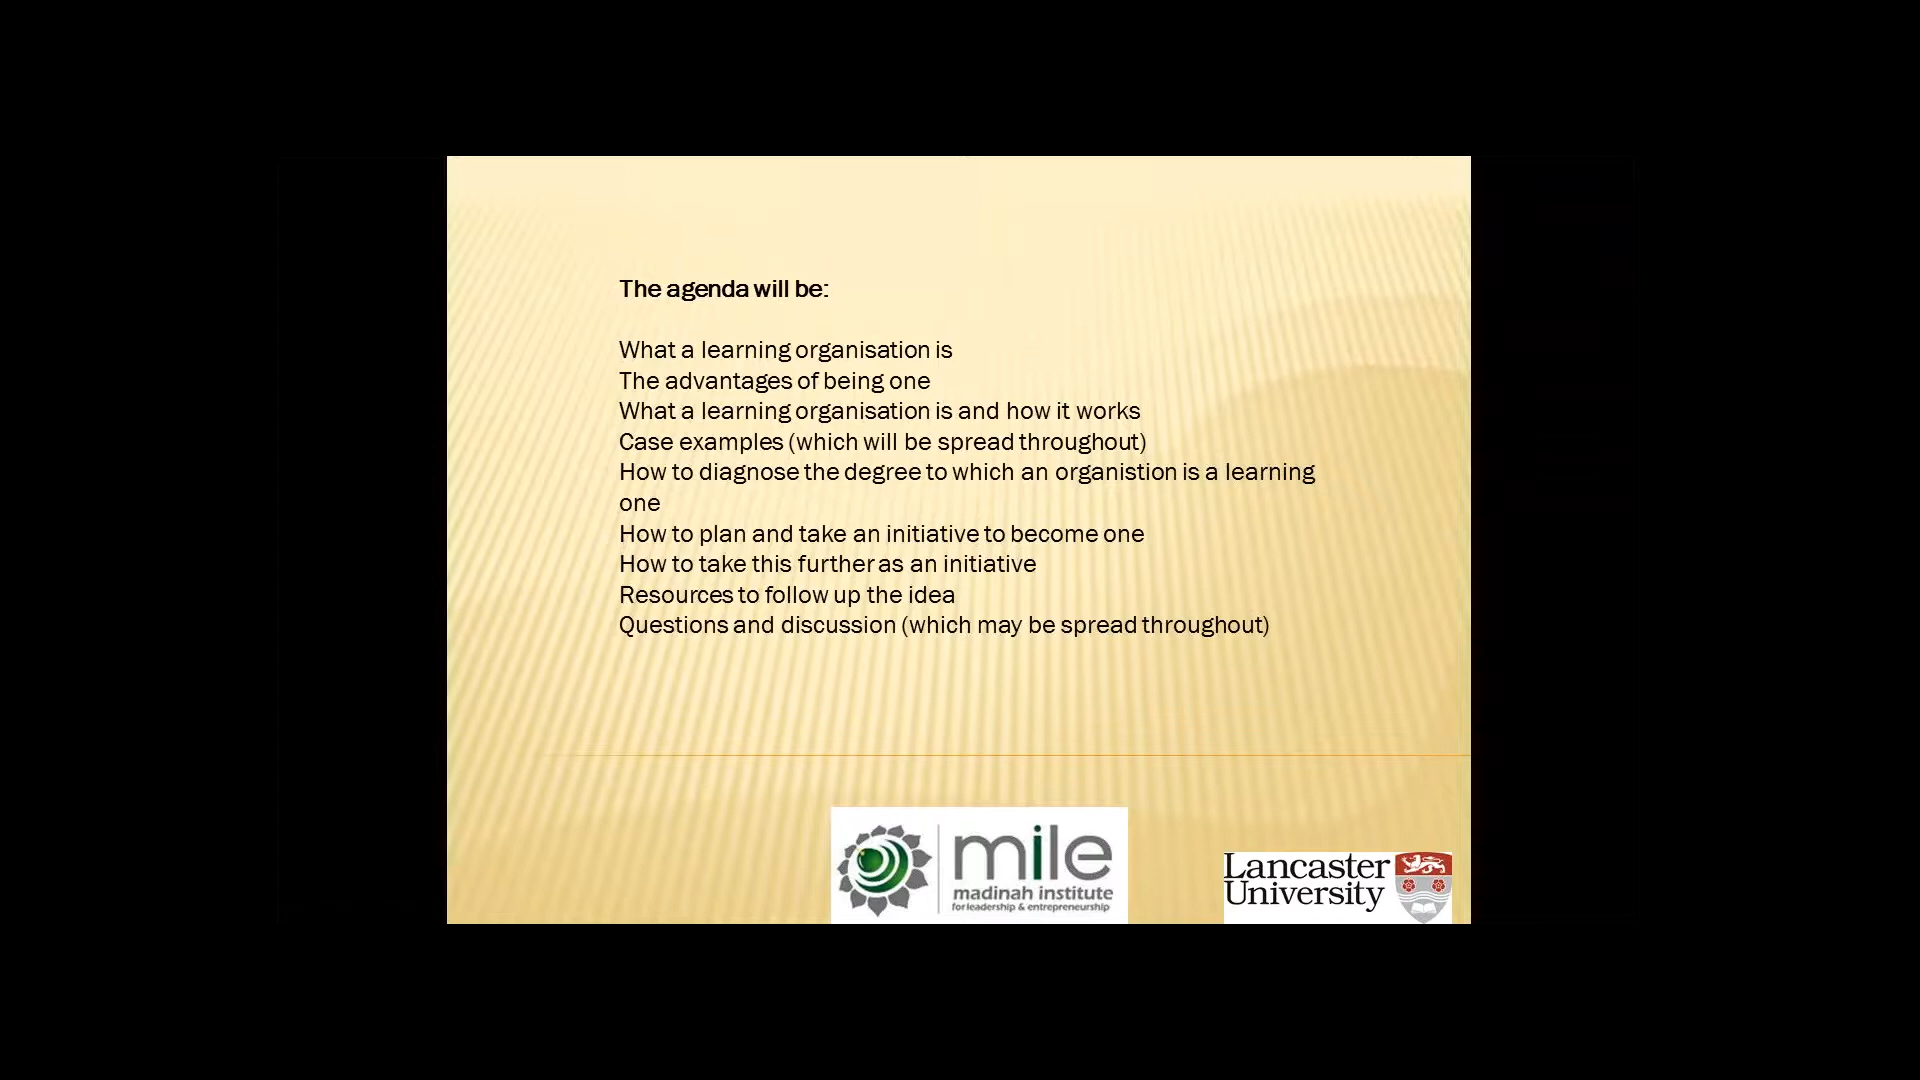 The agenda will be:
What a learning organisation is
The advantages of being one
What a learning organisation is and how it works
Case examples (which will be spread throughout)
How to diagnose the degree to which an organistion is a learning
one
How to plan and take an initiative to become one
How to take this further as an initiative
Resources to follow up the idea
Questions and discussion (which may be spread throughout)
mile
madinah institute
for leadership & entrepreneurship
Lancaster
University